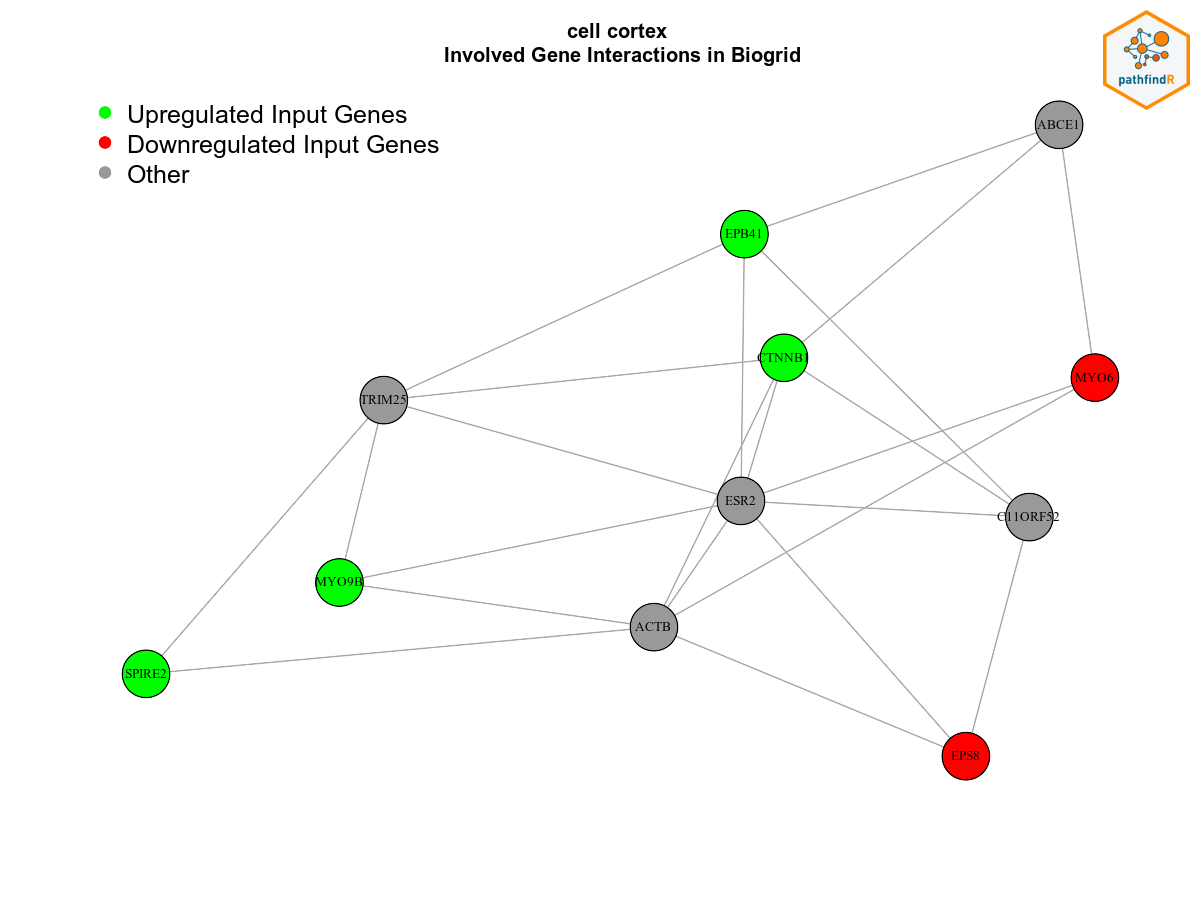 cell cortex
Involved Gene Interactions in Biogrid
pathfindR
Upregulated Input Genes
Downregulated Input Genes
Other
ABCE1
EPB41
CTNNB1
MYO6
TRIM25
ESR2
C11ORF52
MYO9B
ACTB
SPIRE2
EPS8